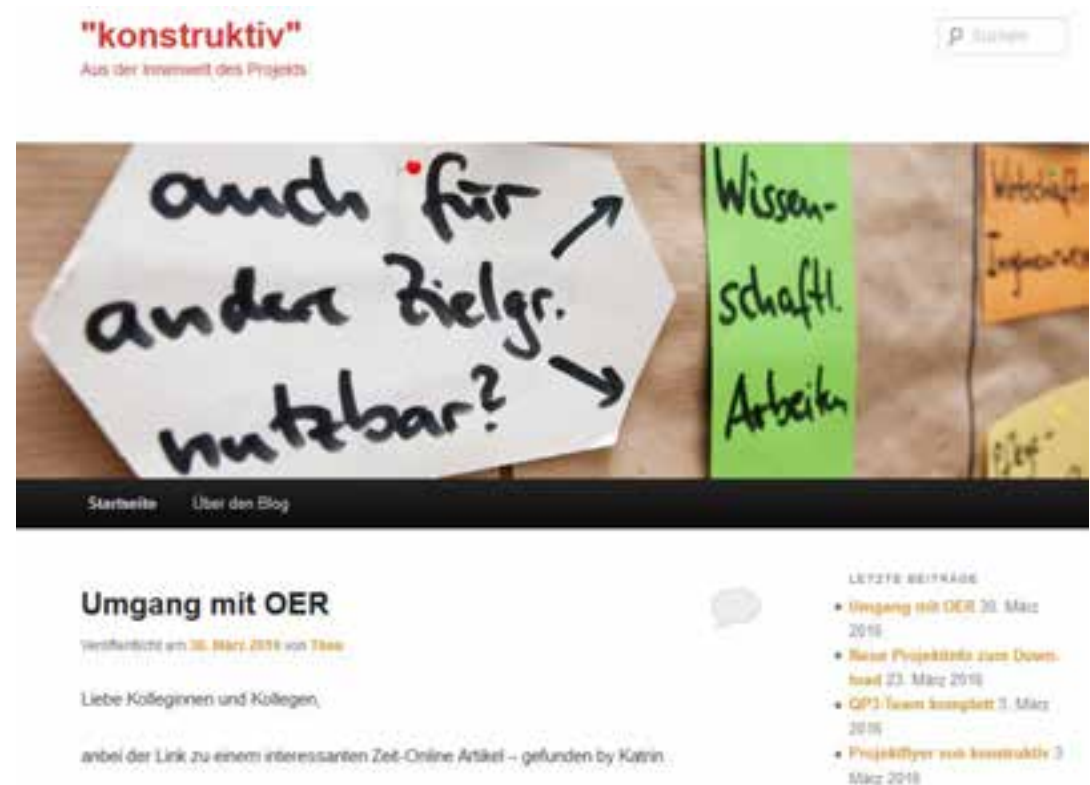 "konstruktiv"
Aus der Innenwelt des Projekts
Suchen
auch für
andere Zielgr.
nutzbar?
Wissen-
schaftl.
Arbeiten
Wirtschafts-
Startseite
Über den Blog
Umgang mit OER
Veröffentlicht am 30. März 2016 von Theo
Liebe Kolleginnen und Kollegen,
anbei der Link zu einem interessanten Zeit-Online Artikel – gefunden by Katrin
LETZTE BEITRÄGE
Umgang mit OER 30. März
2016
Neue Projektinfo zum Down-
load 23. März 2016
QP3-Team komplett 3. März
2016
Projektflyer von konstruktiv 3.
März 2016